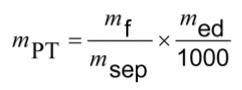 m_PT = m_f / m_sep × m_ed / 1000